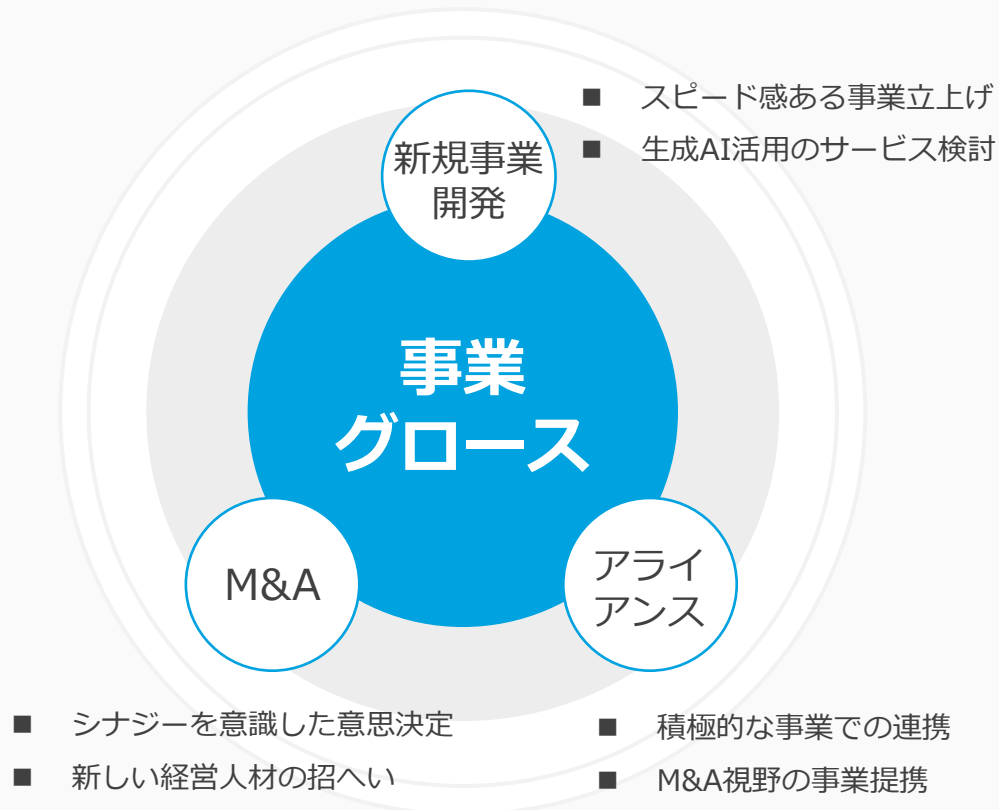 ■ スピード感ある事業立上げ
■ 生成AI活用のサービス検討
新規事業
開発
事業
グロース
M&A
アライ
アンス
■ シナジーを意識した意思決定
■ 新しい経営人材の招へい
■ 積極的な事業での連携
■ M&A視野の事業提携